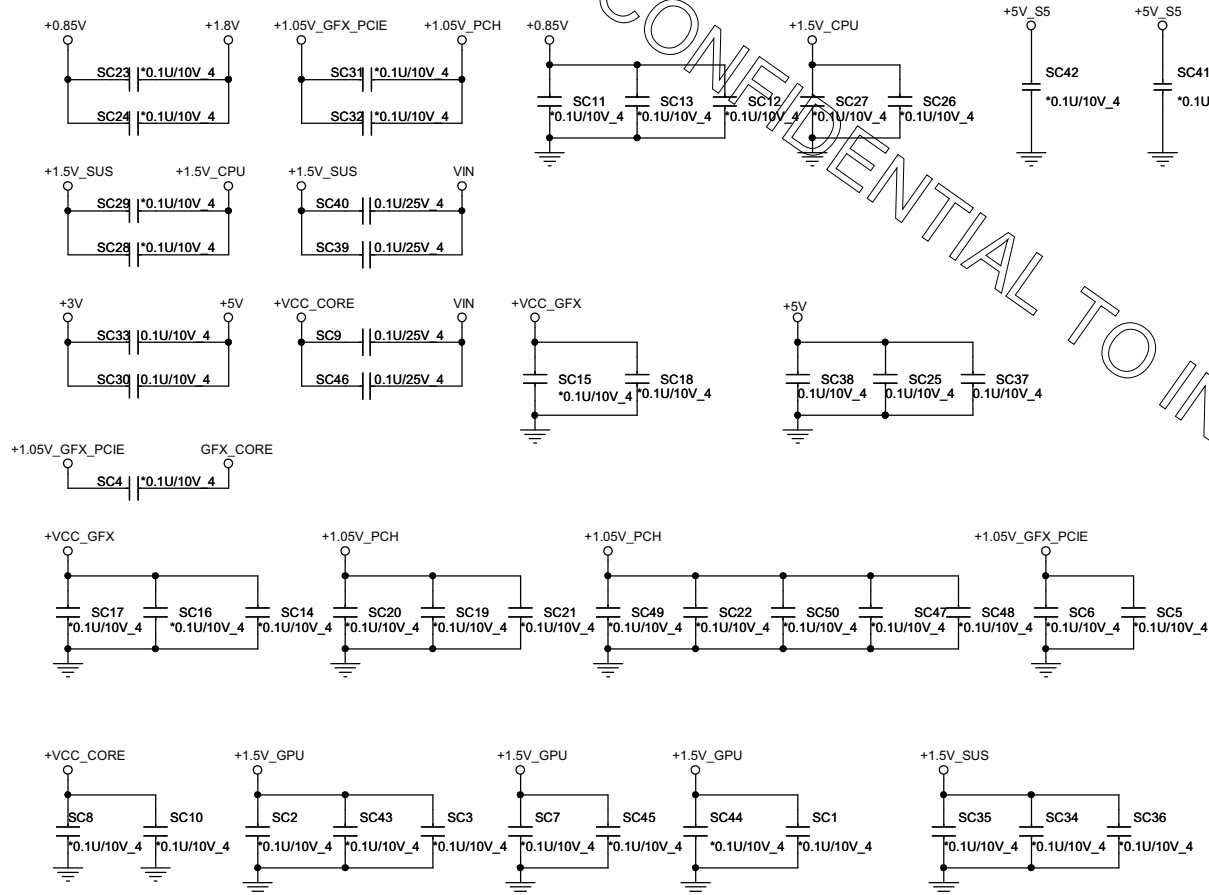 +0.85V +1.8V +1.05V_GFX_PCIE +1.05V_PCH +0.85V +1.5V_CPU +5V_S5 +5V_S5
SC23 *0.1U/10V_4 SC31 *0.1U/10V_4
SC42 SC41
*0.1U/10V_4 *0.1U
SC24 *0.1U/10V_4 SC32 *0.1U/10V_4
SC11 SC13 SC12 SC27 SC26
*0.1U/10V_4 *0.1U/10V_4 *0.1U/10V_4 *0.1U/10V_4 *0.1U/10V_4
CONFIDENTIAL TO
+1.5V_SUS +1.5V_CPU +1.5V_SUS VIN
SC29 *0.1U/10V_4 SC40 0.1U/25V_4
SC28 *0.1U/10V_4 SC39 0.1U/25V_4
+3V +5V +VCC_CORE VIN +VCC_GFX +5V
SC33 0.1U/10V_4 SC9 0.1U/25V_4
SC30 0.1U/10V_4 SC46 0.1U/25V_4
SC15 SC18 SC38 SC25 SC37
*0.1U/10V_4 *0.1U/10V_4 0.1U/10V_4 0.1U/10V_4 0.1U/10V_4
+1.05V_GFX_PCIE GFX_CORE
SC4 *0.1U/10V_4
+VCC_GFX +1.05V_PCH +1.05V_PCH +1.05V_GFX_PCIE
SC17 SC16 SC14 SC20 SC19 SC21 SC49 SC22 SC50 SC47 SC48 SC6 SC5
*0.1U/10V_4 *0.1U/10V_4 *0.1U/10V_4 *0.1U/10V_4 *0.1U/10V_4 *0.1U/10V_4 *0.1U/10V_4 *0.1U/10V_4 *0.1U/10V_4 *0.1U/10V_4 *0.1U/10V_4 *0.1U/10V_4 *0.1U/10V_4
+VCC_CORE +1.5V_GPU +1.5V_GPU +1.5V_GPU +1.5V_SUS
SC8 SC10 SC2 SC43 SC3 SC7 SC45 SC44 SC1 SC35 SC34 SC36
*0.1U/10V_4 *0.1U/10V_4 *0.1U/10V_4 *0.1U/10V_4 *0.1U/10V_4 *0.1U/10V_4 *0.1U/10V_4 *0.1U/10V_4 *0.1U/10V_4 *0.1U/10V_4 *0.1U/10V_4 *0.1U/10V_4